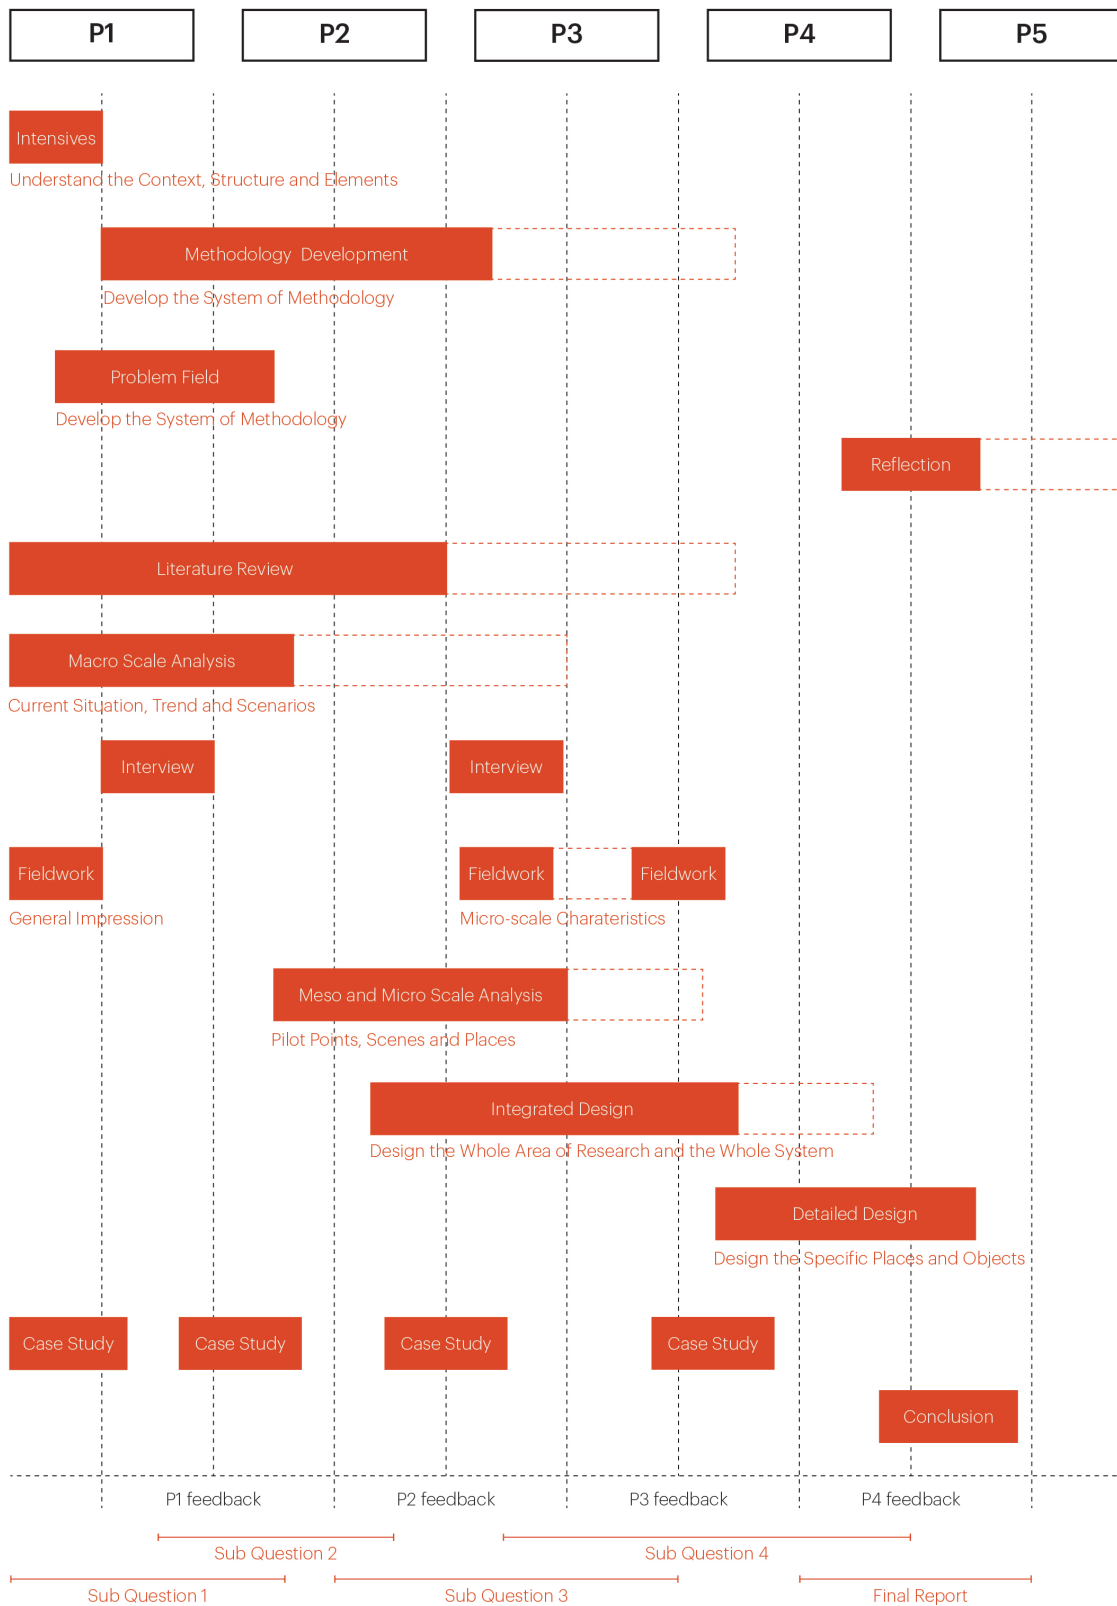 P1 P2 P3 P4 P5
Intensives
Understand the Context, Structure and Elements
Methodology Development
Develop the System of Methodology
Problem Field
Develop the System of Methodology
Reflection
Literature Review
Macro Scale Analysis
Current Situation, Trend and Scenarios
Interview Interview
Fieldwork Fieldwork Fieldwork
General Impression Micro-scale Charateristics
Meso and Micro Scale Analysis
Pilot Points, Scenes and Places
Integrated Design
Design the Whole Area of Research and the Whole System
Detailed Design
Design the Specific Places and Objects
Case Study Case Study Case Study Case Study
Conclusion
P1 feedback P2 feedback P3 feedback P4 feedback
Sub Question 2 Sub Question 4
Sub Question 1 Sub Question 3 Final Report